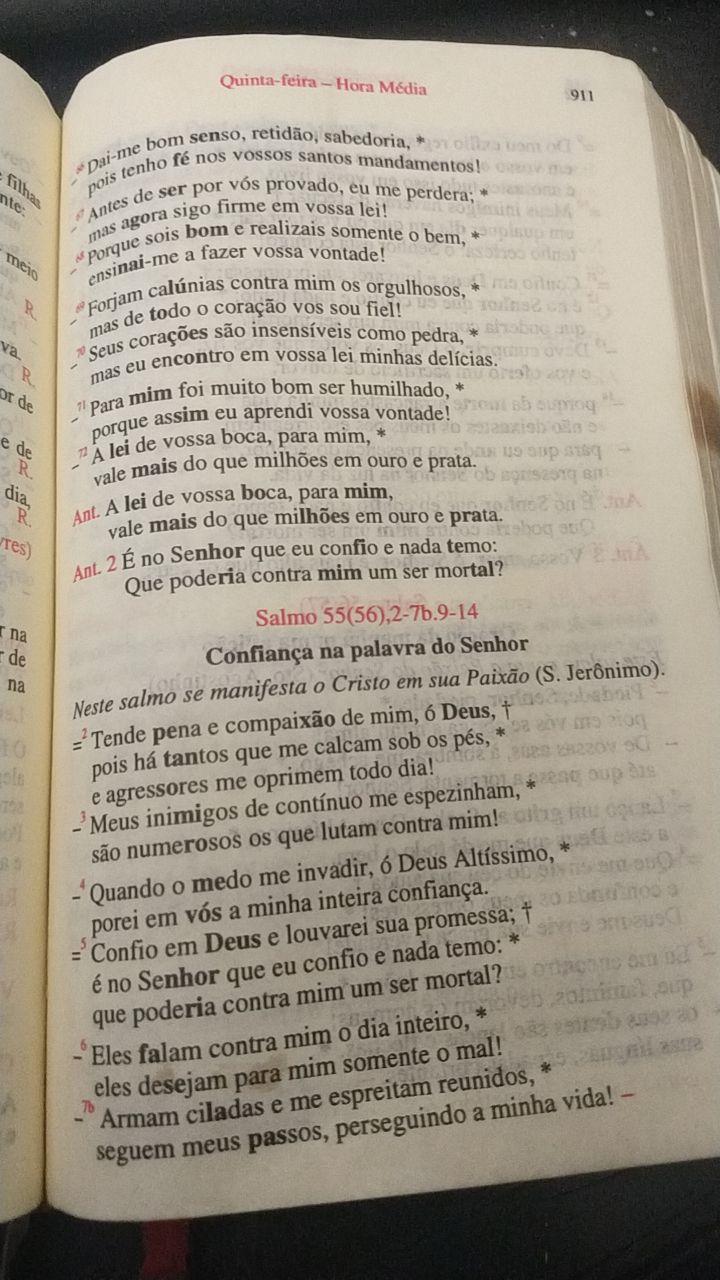 Quinta-feira – Hora Média
911
– 66 Dai-me bom senso, retidão, sabedoria, *
pois tenho fé nos vossos santos mandamentos!
– 67 Antes de ser por vós provado, eu me perdera; *
mas agora sigo firme em vossa lei!
– 68 Porque sois bom e realizais somente o bem, *
ensinai-me a fazer vossa vontade!
– 69 Forjam calúnias contra mim os orgulhosos, *
mas de todo o coração vos sou fiel!
– 70 Seus corações são insensíveis como pedra, *
mas eu encontro em vossa lei minhas delícias.
– 71 Para mim foi muito bom ser humilhado, *
porque assim eu aprendi vossa vontade!
– 72 A lei de vossa boca, para mim, *
vale mais do que milhões em ouro e prata.
Ant. A lei de vossa boca, para mim,
vale mais do que milhões em ouro e prata.
Ant. 2 É no Senhor que eu confio e nada temo:
Que poderia contra mim um ser mortal?
Salmo 55(56),2-7b.9-14
Confiança na palavra do Senhor
Neste salmo se manifesta o Cristo em sua Paixão (S. Jerônimo).
= 2 Tende pena e compaixão de mim, ó Deus, †
pois há tantos que me calcam sob os pés, *
e agressores me oprimem todo dia!
– 3 Meus inimigos de contínuo me espezinham, *
são numerosos os que lutam contra mim!
– 4 Quando o medo me invadir, ó Deus Altíssimo, *
porei em vós a minha inteira confiança.
= 5 Confio em Deus e louvarei sua promessa; †
é no Senhor que eu confio e nada temo: *
que poderia contra mim um ser mortal?
– 6 Eles falam contra mim o dia inteiro, *
eles desejam para mim somente o mal!
– 7b Armam ciladas e me espreitam reunidos, *
seguem meus passos, perseguindo a minha vida! –